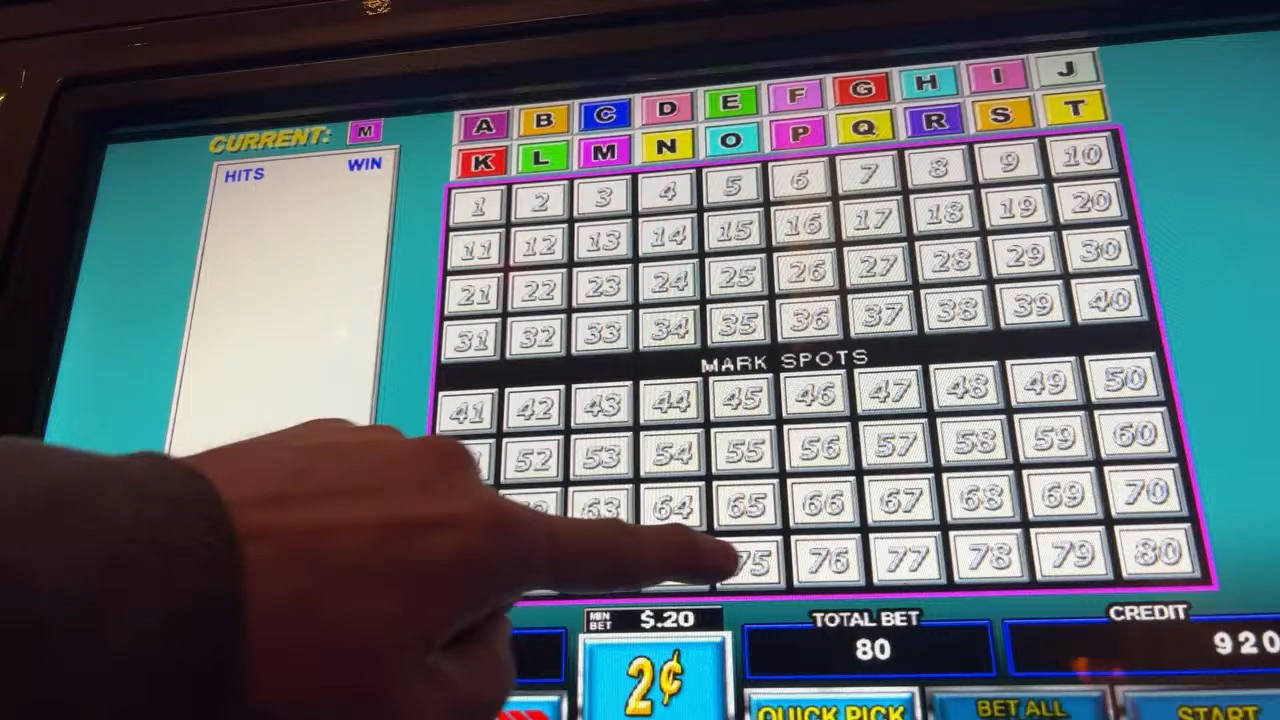 CURRENT: M
HITS WIN
A B C D E F G H I J
K L M N O P Q R S T
1 2 3 4 5 6 7 8 9 10
11 12 13 14 15 16 17 18 19 20
21 22 23 24 25 26 27 28 29 30
31 32 33 34 35 36 37 38 39 40
MARK SPOTS
41 42 43 44 45 46 47 48 49 50
52 53 54 55 56 57 58 59 60
63 64 65 66 67 68 69 70
75 76 77 78 79 80
MIN BET $.20
2¢
TOTAL BET
80
CREDIT
920
QUICK PICK
BET ALL
START